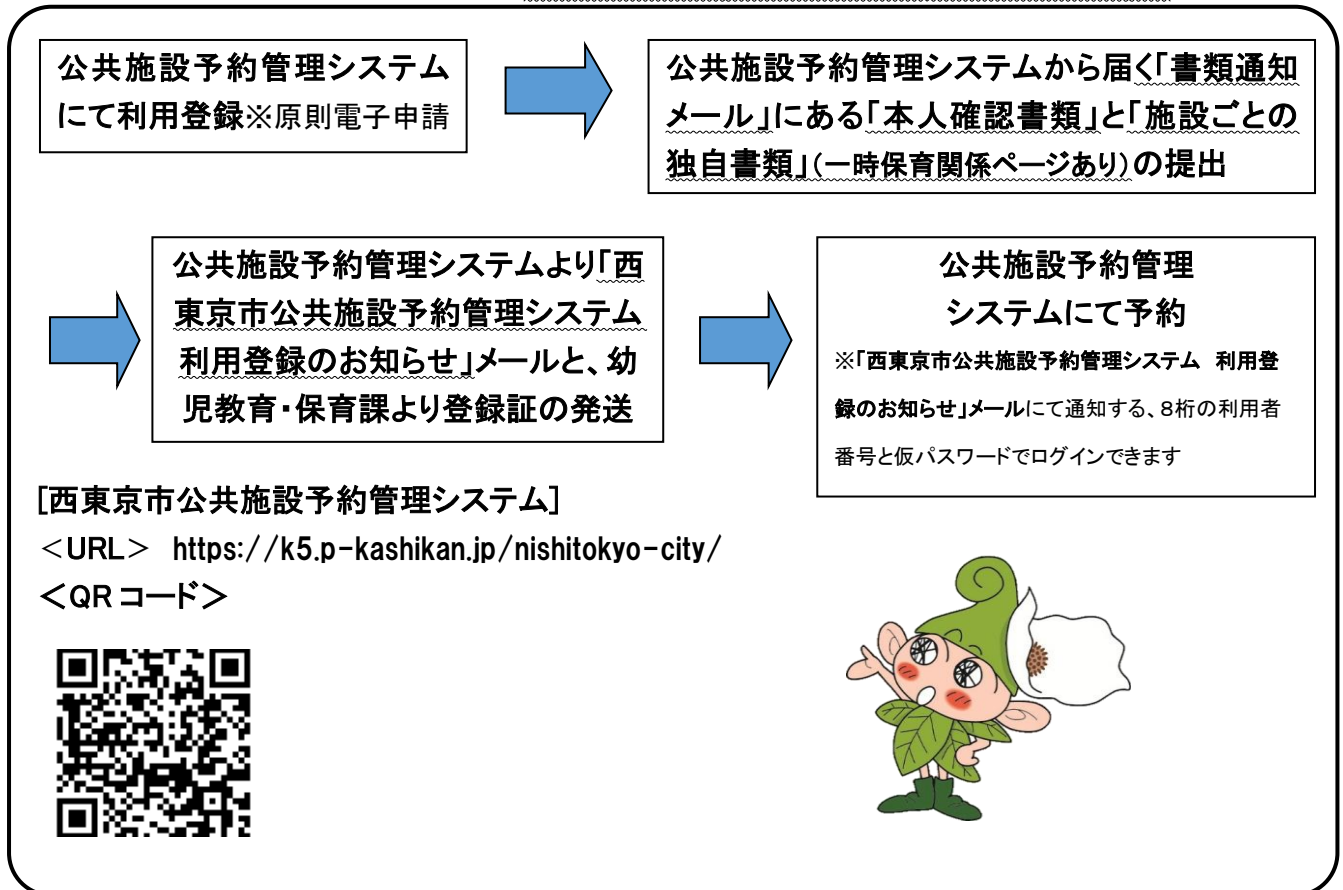 公共施設予約管理システム
にて利用登録※原則電子申請
公共施設予約管理システムから届く「書類通知
メール」にある「本人確認書類」と「施設ごとの
独自書類」（一時保育関係ページあり）の提出
公共施設予約管理システムより「西
東京市公共施設予約管理システム
利用登録のお知らせ」メールと、幼
児教育・保育課より登録証の発送
公共施設予約管理
システムにて予約
※「西東京市公共施設予約管理システム 利用登
録のお知らせ」メールにて通知する、8桁の利用者
番号と仮パスワードでログインできます
[西東京市公共施設予約管理システム]
＜URL＞ https://k5.p-kashikan.jp/nishitokyo-city/
＜QRコード＞